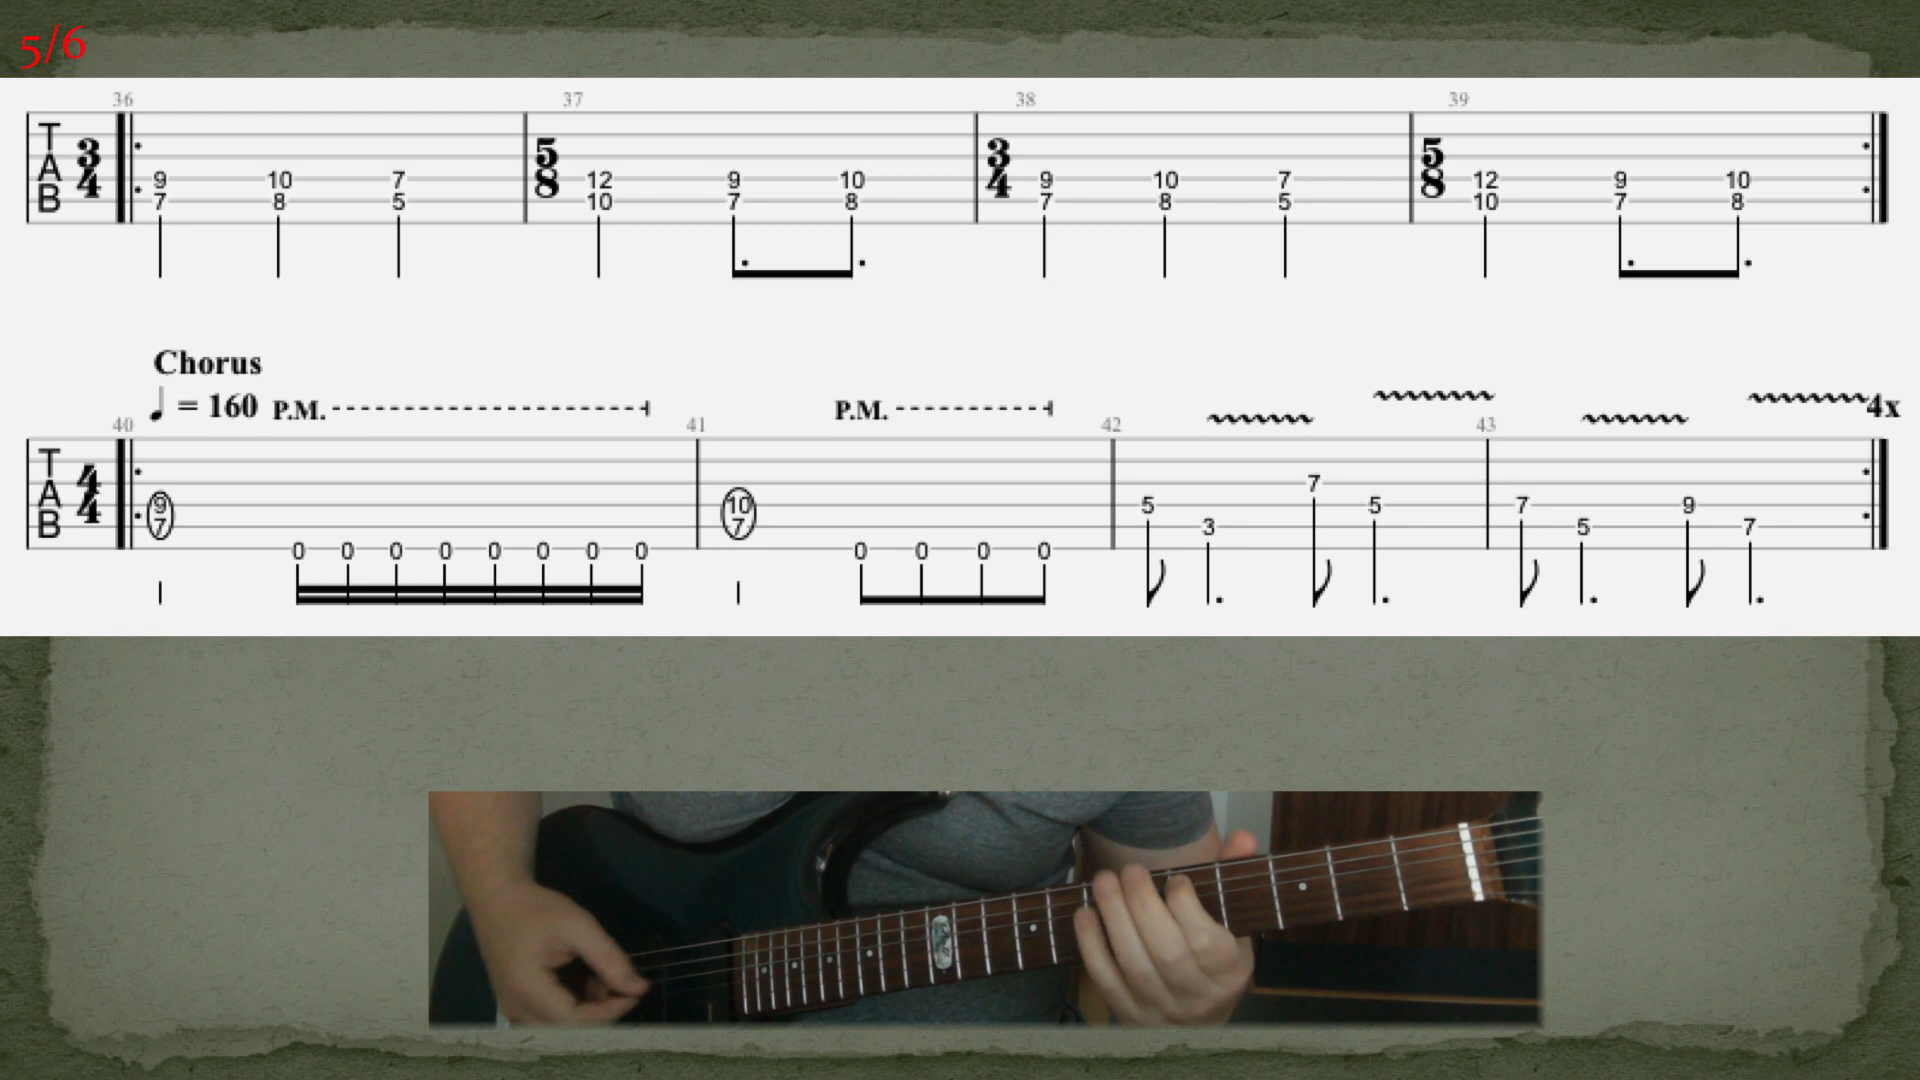 5/6
36 37 38 39
T A B 3 4 5 8 3 4 5 8
9 10 7 12 9 10 9 10 7 12 9 10
7 8 5 10 7 8 7 8 5 10 7 8
Chorus
♩ = 160 P.M. P.M. 4x
40 41 42 43
T A B 4 4
7
9 10 5 5 7 9
7 7 3 5 7
0 0 0 0 0 0 0 0 0 0 0 0